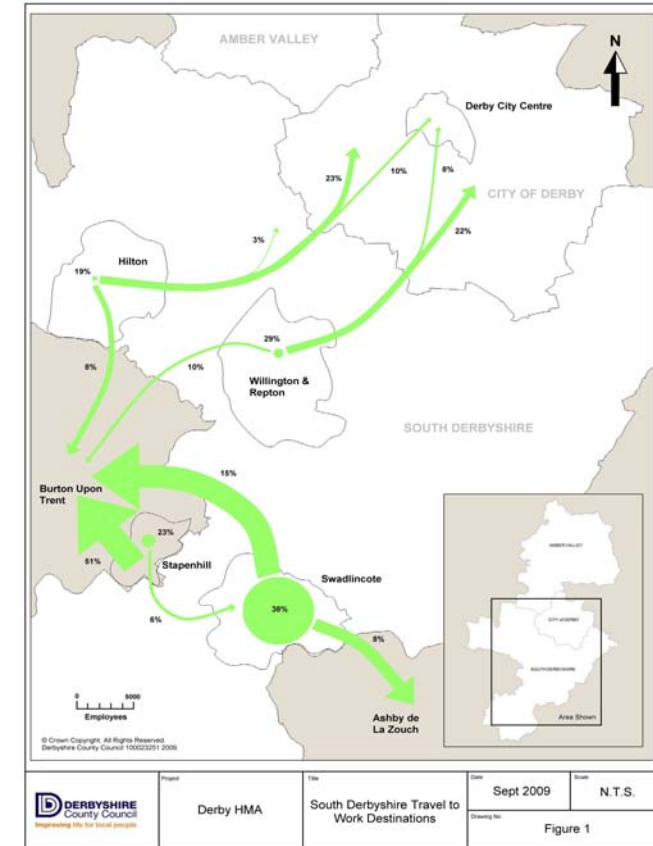 AMBER VALLEY
N
Derby City Centre
23%
10%
8%
CITY OF DERBY
22%
3%
Hilton
19%
29%
8%
10%
Willington &
Repton
SOUTH DERBYSHIRE
15%
Burton Upon
Trent
23%
51%
Stapenhill
Swadlincote
36%
6%
8%
Ashby de
La Zouch
0 5000
Employees
© Crown Copyright. All Rights Reserved.
Derbyshire County Council 100023251 2009.
AMBER VALLEY
CITY OF DERBY
SOUTH DERBYSHIRE
Area Shown
DERBYSHIRE
County Council
Improving life for local people
Project
Derby HMA
Title
South Derbyshire Travel to
Work Destinations
Date
Sept 2009
Scale
N.T.S.
Drawing No.
Figure 1